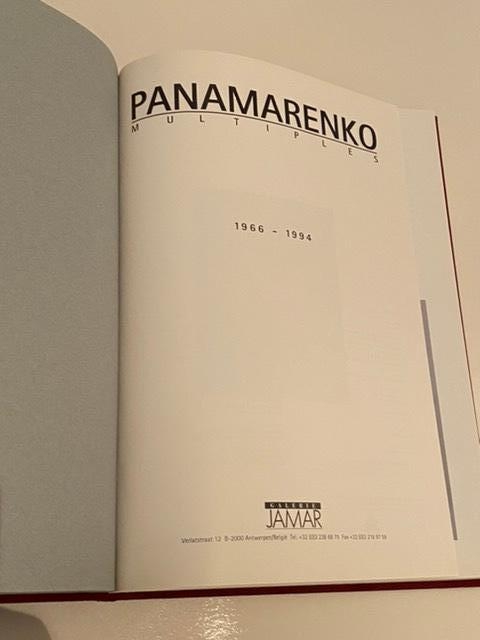 PANAMARENKO
MULTIPLES
1966 - 1994
GALERIE
JAMAR
Verlatstraat 12 B-2000 Antwerpen/België Tel. +32 (0)3 238 68 79 Fax +32 (0)3 216 97 59